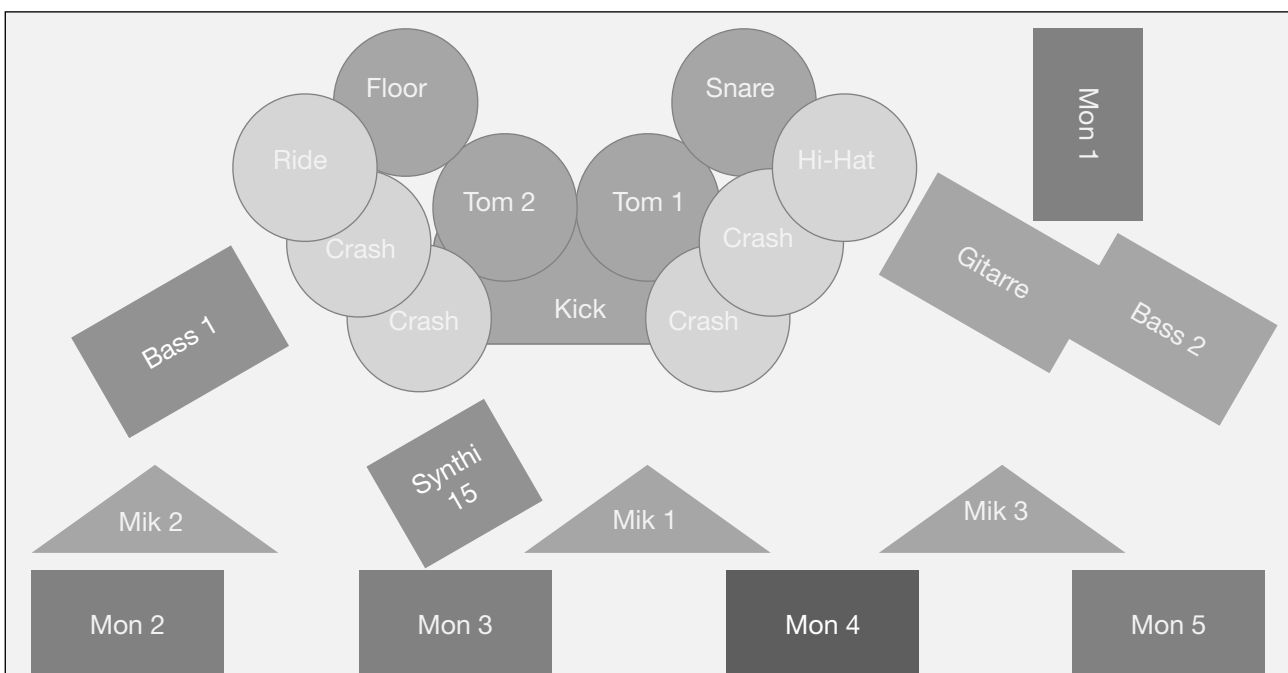 Floor
Snare
Mon 1
Ride
Hi-Hat
Tom 2
Tom 1
Crash
Crash
Gitarre
Bass 1
Crash
Kick
Crash
Bass 2
Synthi
15
Mik 2
Mik 1
Mik 3
Mon 2
Mon 3
Mon 4
Mon 5